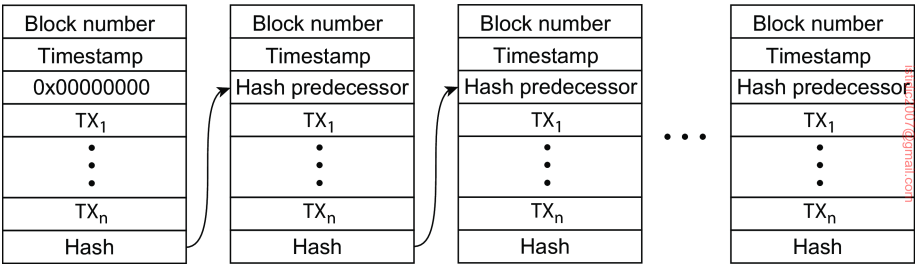 Block number
Timestamp
0x00000000
TX1
TXn
Hash
Block number
Timestamp
Hash predecessor
TX1
TXn
Hash
Block number
Timestamp
Hash predecessor
TX1
TXn
Hash
Block number
Timestamp
Hash predecessor
TX1
TXn
Hash